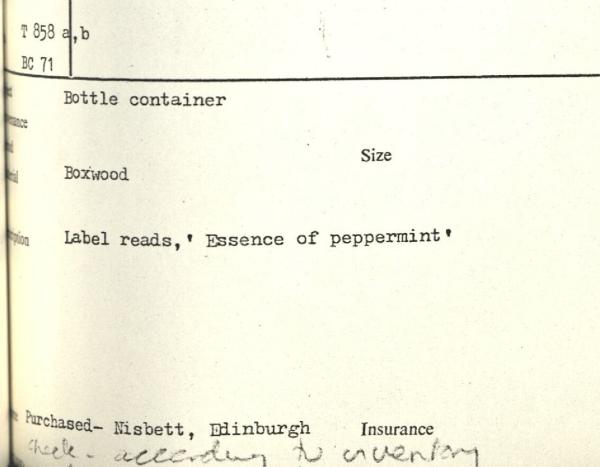 T 858 a,b
BC 71
Bottle container
Size
Boxwood
Label reads,' Essence of peppermint'
Purchased- Nisbett, Edinburgh Insurance
check - according to inventory